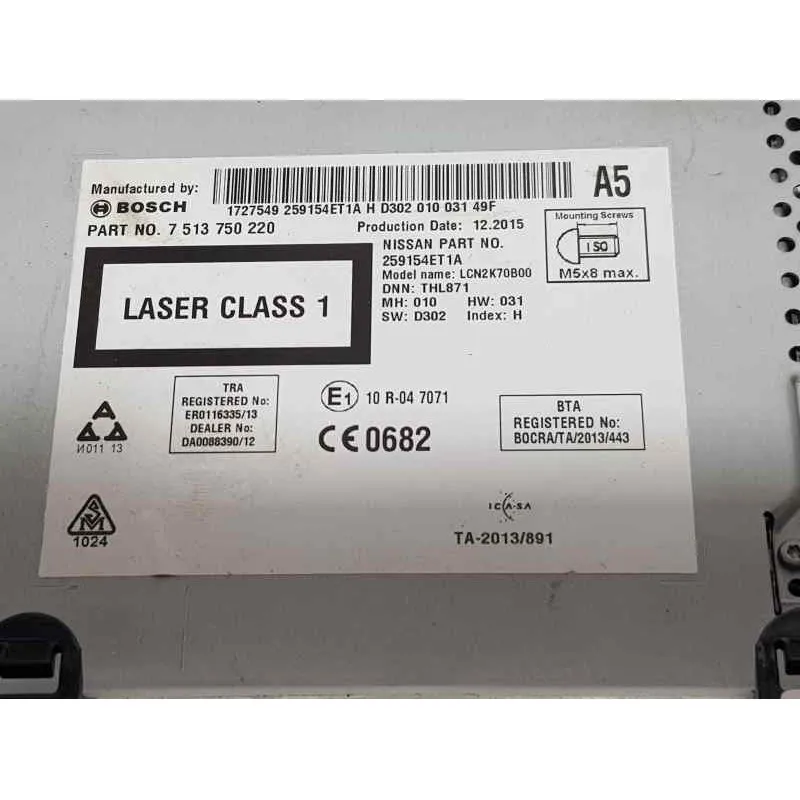 Manufactured by:
BOSCH
1727549 259154ET1A H D302 010 031 49F
A5
PART NO. 7 513 750 220
Production Date: 12.2015
NISSAN PART NO.
259154ET1A
Model name: LCN2K70B00
DNN: THL871
MH: 010 HW: 031
SW: D302 Index: H
Mounting Screws
ISO
M5x8 max.
LASER CLASS 1
TRA
REGISTERED No:
ER0116335/13
DEALER No:
DA0088390/12
E1 10 R-04 7071
CE0682
BTA
REGISTERED No:
BOCRA/TA/2013/443
И011 13
SM
1024
ICASA
TA-2013/891